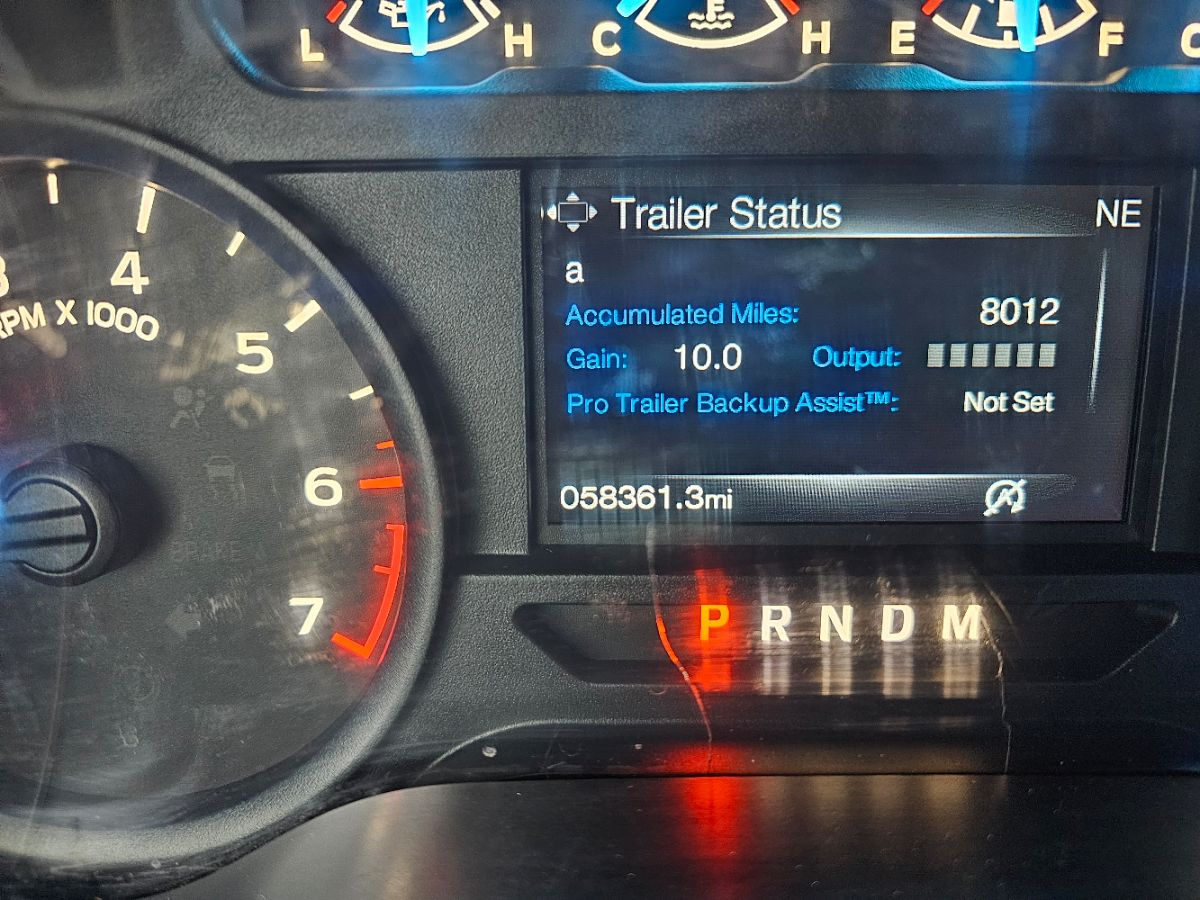 L H C F H E F
Trailer Status NE
a
Accumulated Miles: 8012
Gain: 10.0 Output:
Pro Trailer Backup Assist™: Not Set
058361.3mi
4
RPM X 1000
5
6
7
BRAKE
P R N D M